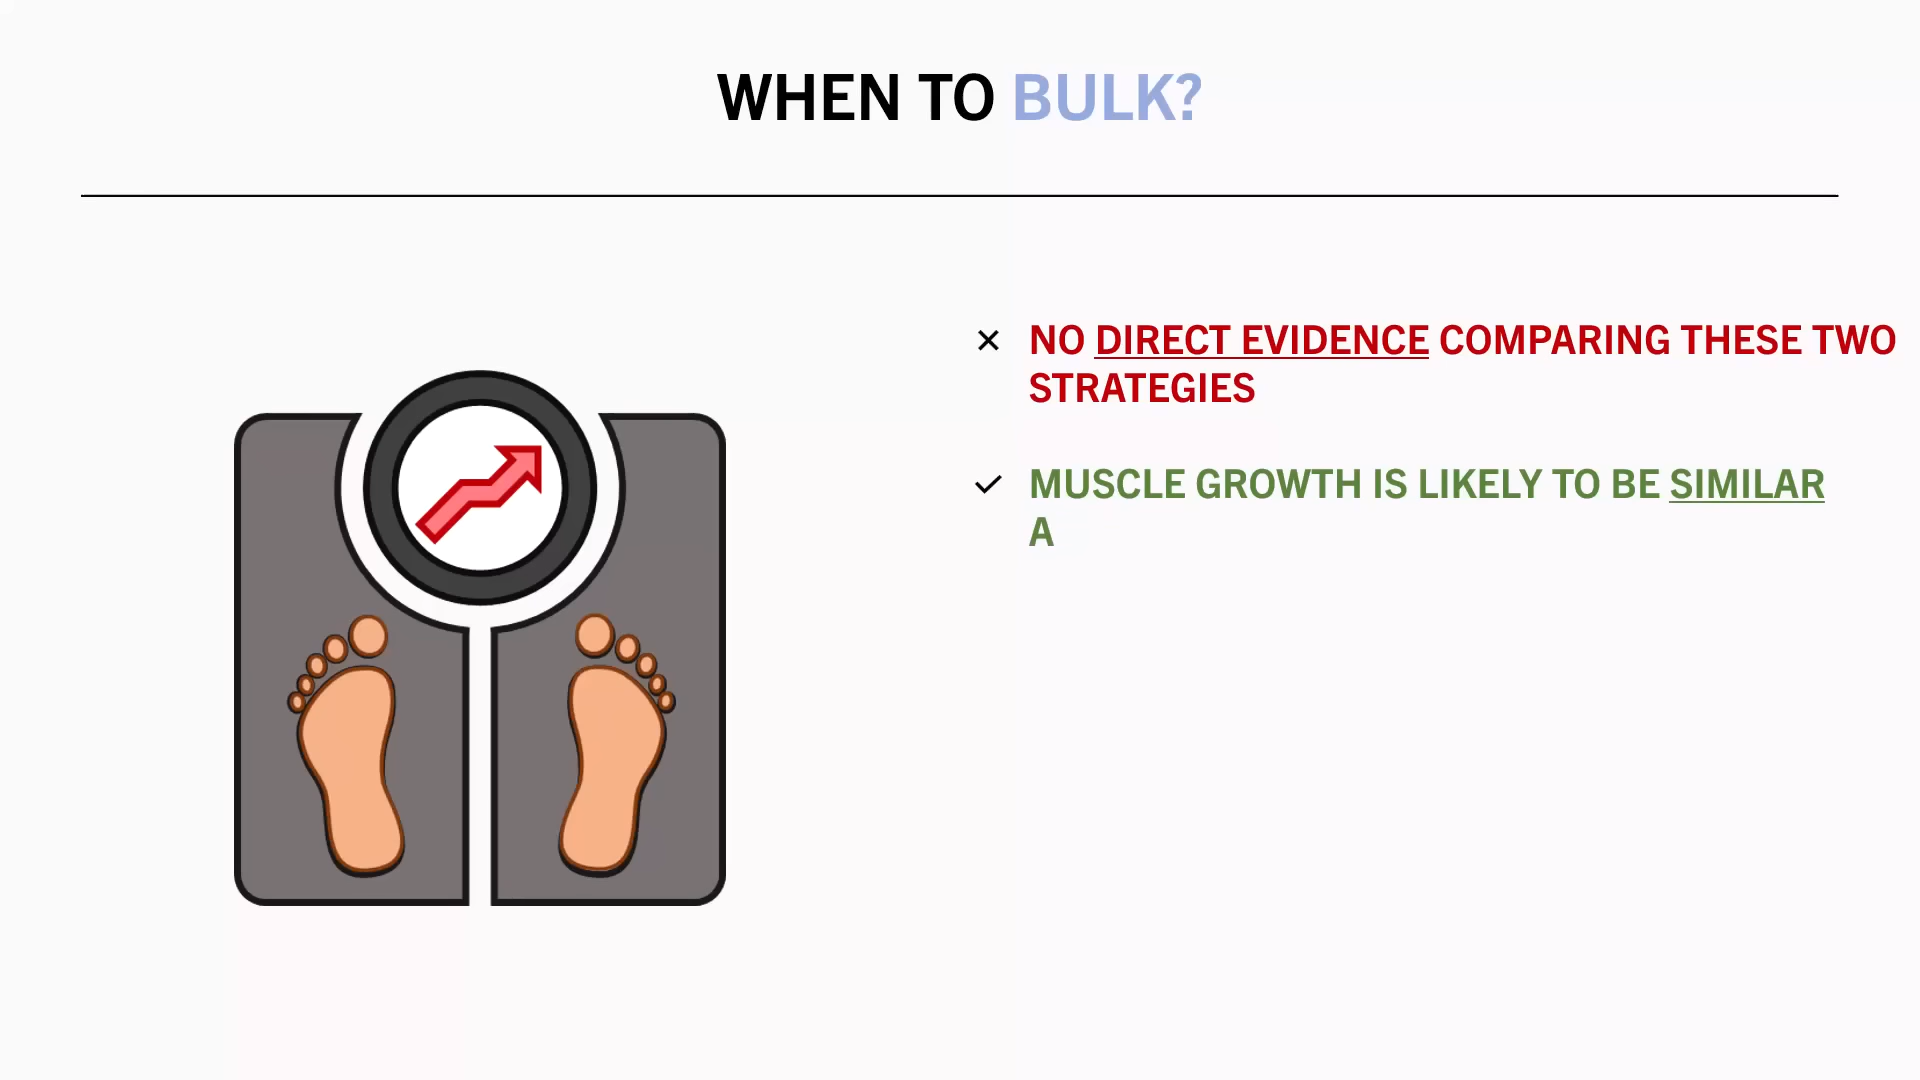 WHEN TO BULK?
NO DIRECT EVIDENCE COMPARING THESE TWO
STRATEGIES
MUSCLE GROWTH IS LIKELY TO BE SIMILAR
A